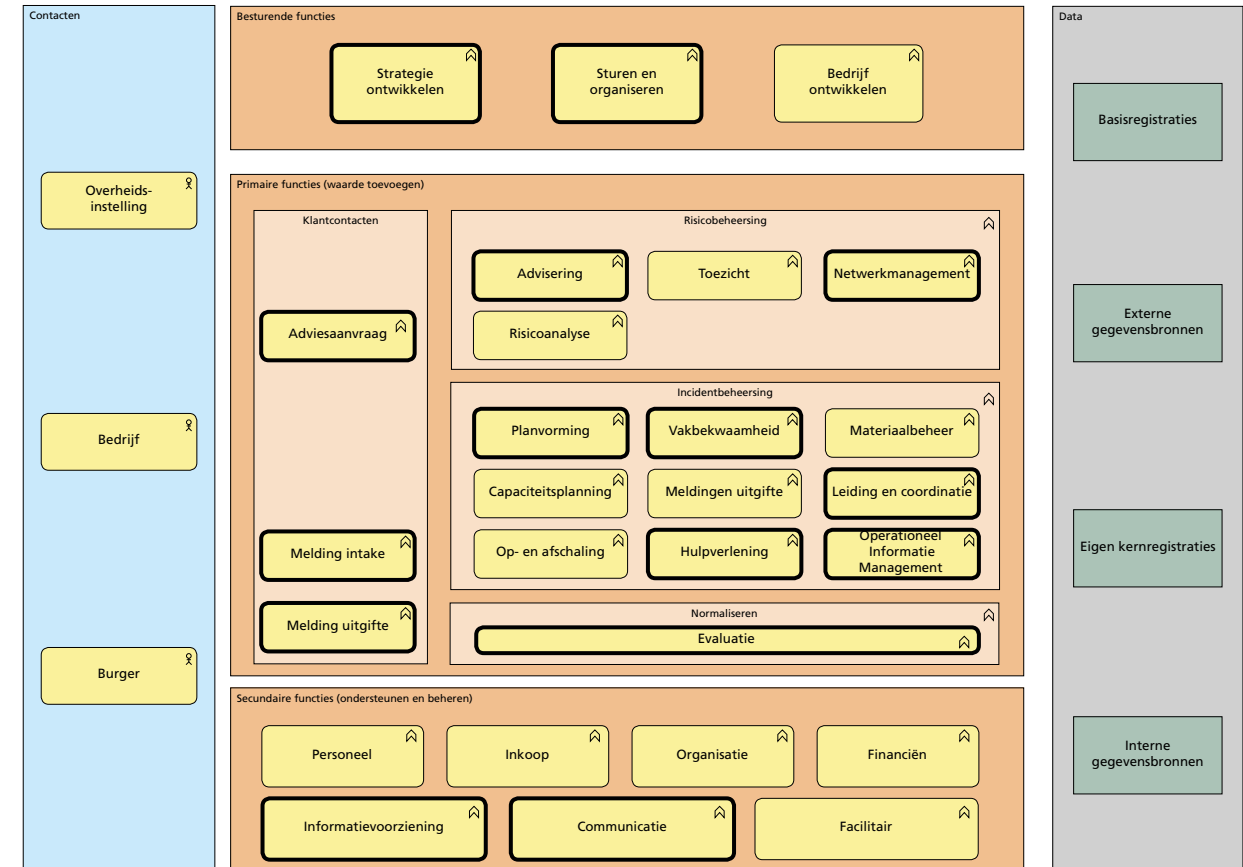 Contacten
Overheids-
instelling
Bedrijf
Burger
Besturende functies
Strategie
ontwikkelen
Sturen en
organiseren
Bedrijf
ontwikkelen
Primaire functies (waarde toevoegen)
Klantcontacten
Adviesaanvraag
Melding intake
Melding uitgifte
Risicobeheersing
Advisering
Toezicht
Netwerkmanagement
Risicoanalyse
Incidentbeheersing
Planvorming
Vakbekwaamheid
Materiaalbeheer
Capaciteitsplanning
Meldingen uitgifte
Leiding en coordinatie
Op- en afschaling
Hulpverlening
Operationeel
Informatie
Management
Normaliseren
Evaluatie
Secundaire functies (ondersteunen en beheren)
Personeel
Inkoop
Organisatie
Financiën
Informatievoorziening
Communicatie
Facilitair
Data
Basisregistraties
Externe
gegevensbronnen
Eigen kernregistraties
Interne
gegevensbronnen